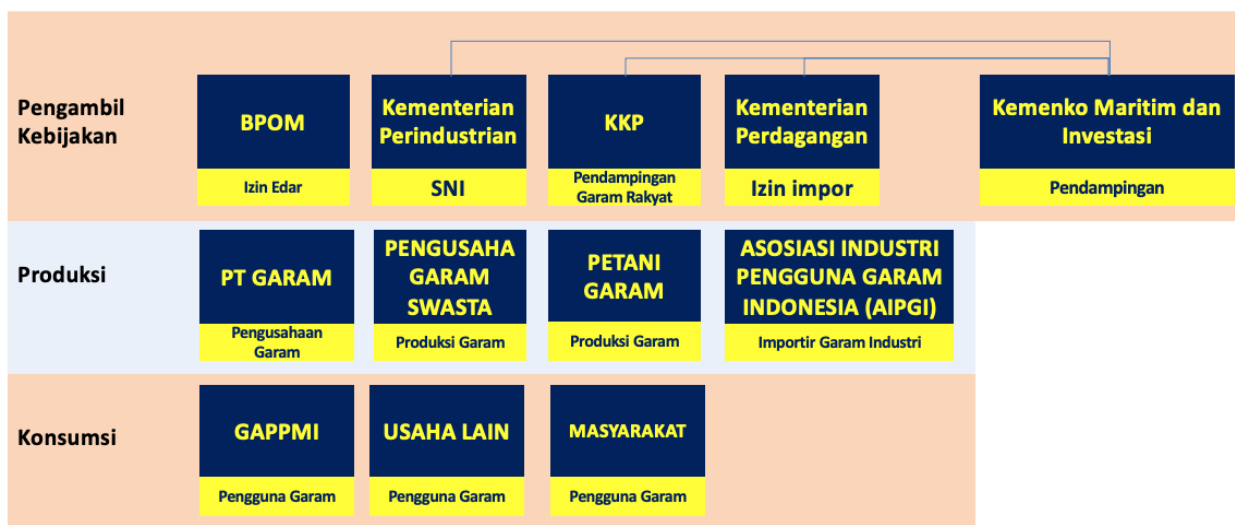 Pengambil
Kebijakan
BPOM
Izin Edar
Kementerian
Perindustrian
SNI
KKP
Pendampingan
Garam Rakyat
Kementerian
Perdagangan
Izin impor
Kemenko Maritim dan
Investasi
Pendampingan
Produksi
PT GARAM
Pengusahaan
Garam
PENGUSAHA
GARAM
SWASTA
Produksi Garam
PETANI
GARAM
Produksi Garam
ASOSIASI INDUSTRI
PENGGUNA GARAM
INDONESIA (AIPGI)
Importir Garam Industri
Konsumsi
GAPPMI
Pengguna Garam
USAHA LAIN
Pengguna Garam
MASYARAKAT
Pengguna Garam